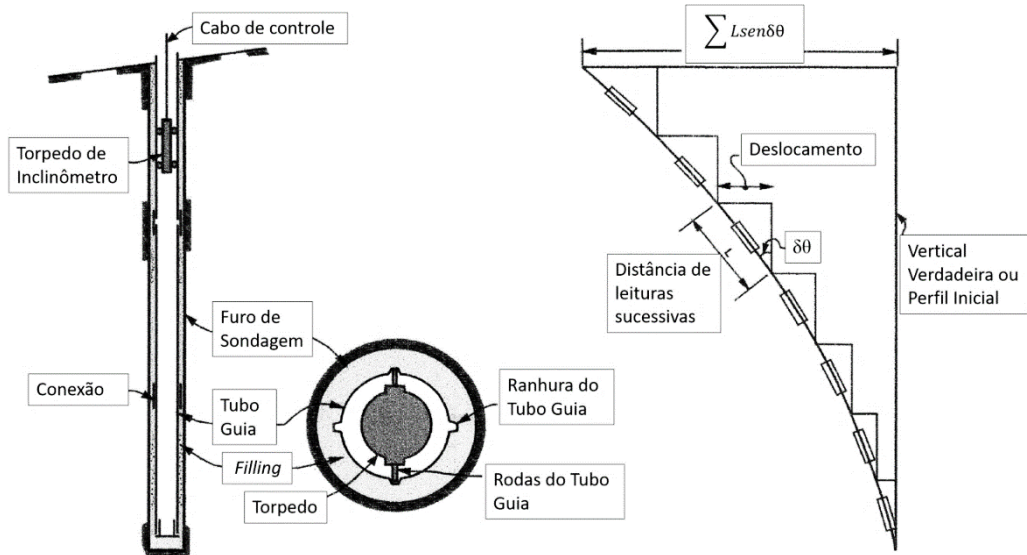 Cabo de controle
Torpedo de
Inclinômetro
Furo de
Sondagem
Conexão
Tubo
Guia
Filling
Torpedo
Ranhura do
Tubo Guia
Rodas do Tubo
Guia
∑ Lsenδθ
Deslocamento
δθ
L
Distância de
leituras
sucessivas
Vertical
Verdadeira ou
Perfil Inicial